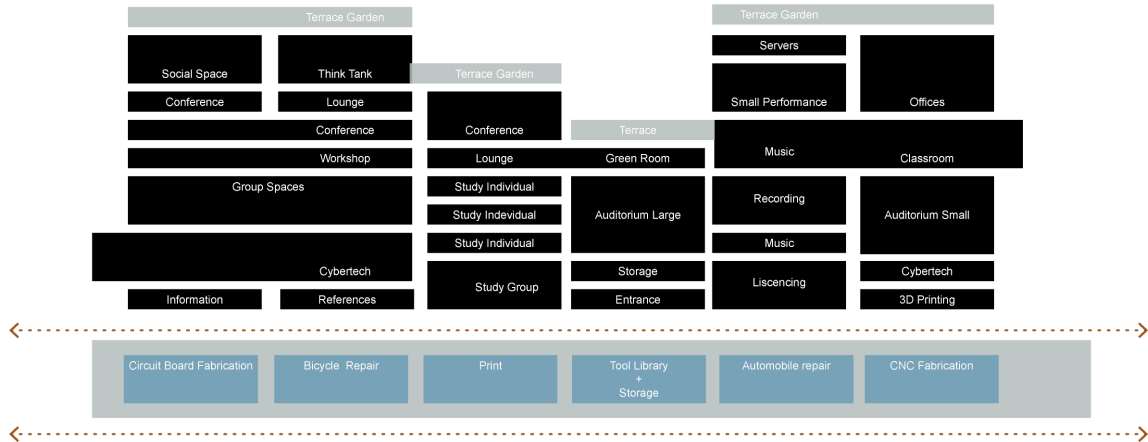 Terrace Garden
Terrace Garden
Servers
Social Space
Think Tank
Terrace Garden
Conference
Lounge
Small Performance
Offices
Conference
Conference
Terrace
Music
Classroom
Workshop
Lounge
Green Room
Group Spaces
Study Individual
Recording
Study Indevidual
Auditorium Large
Auditorium Small
Study Individual
Music
Cybertech
Storage
Cybertech
Study Group
Liscencing
Information
References
Entrance
3D Printing
Circuit Board Fabrication
Bicycle Repair
Print
Tool Library
+
Storage
Automobile repair
CNC Fabrication